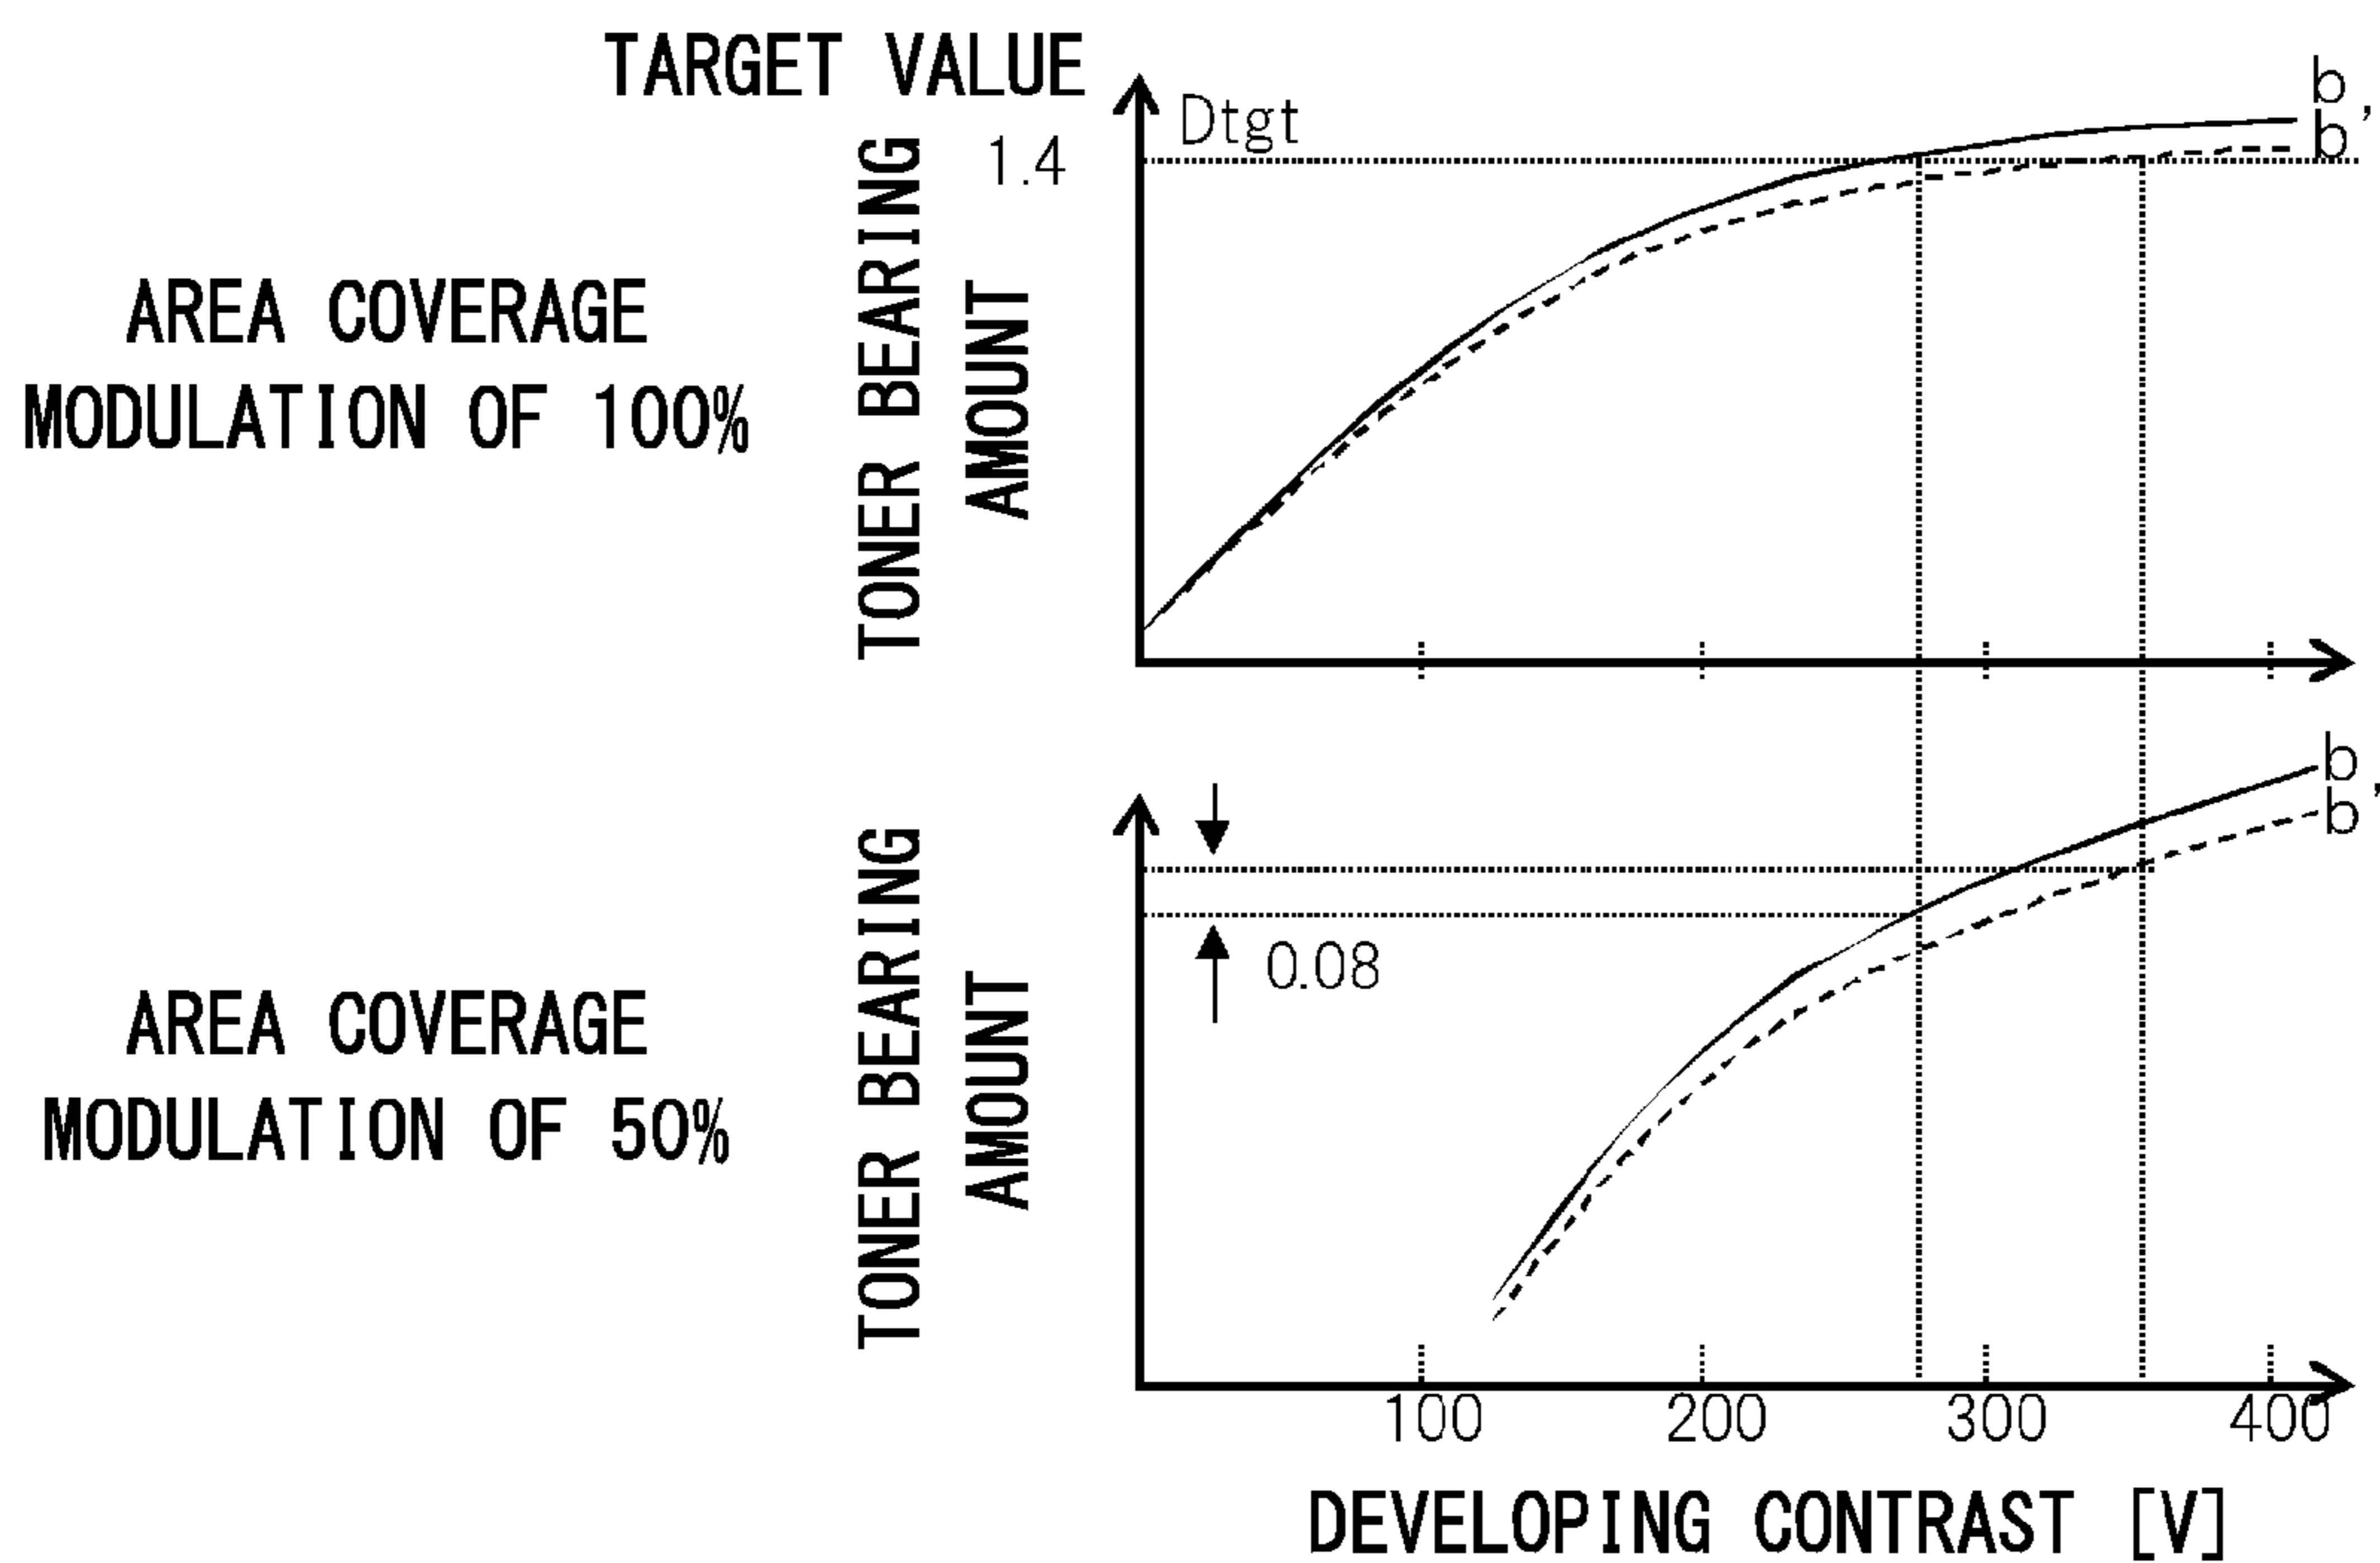 TARGET VALUE
Dtgt
1.4
TONER BEARING
AMOUNT
AREA COVERAGE
MODULATION OF 100%
b,
b'
TONER BEARING
AMOUNT
AREA COVERAGE
MODULATION OF 50%
0.08
b,
b'
100 200 300 400
DEVELOPING CONTRAST [V]